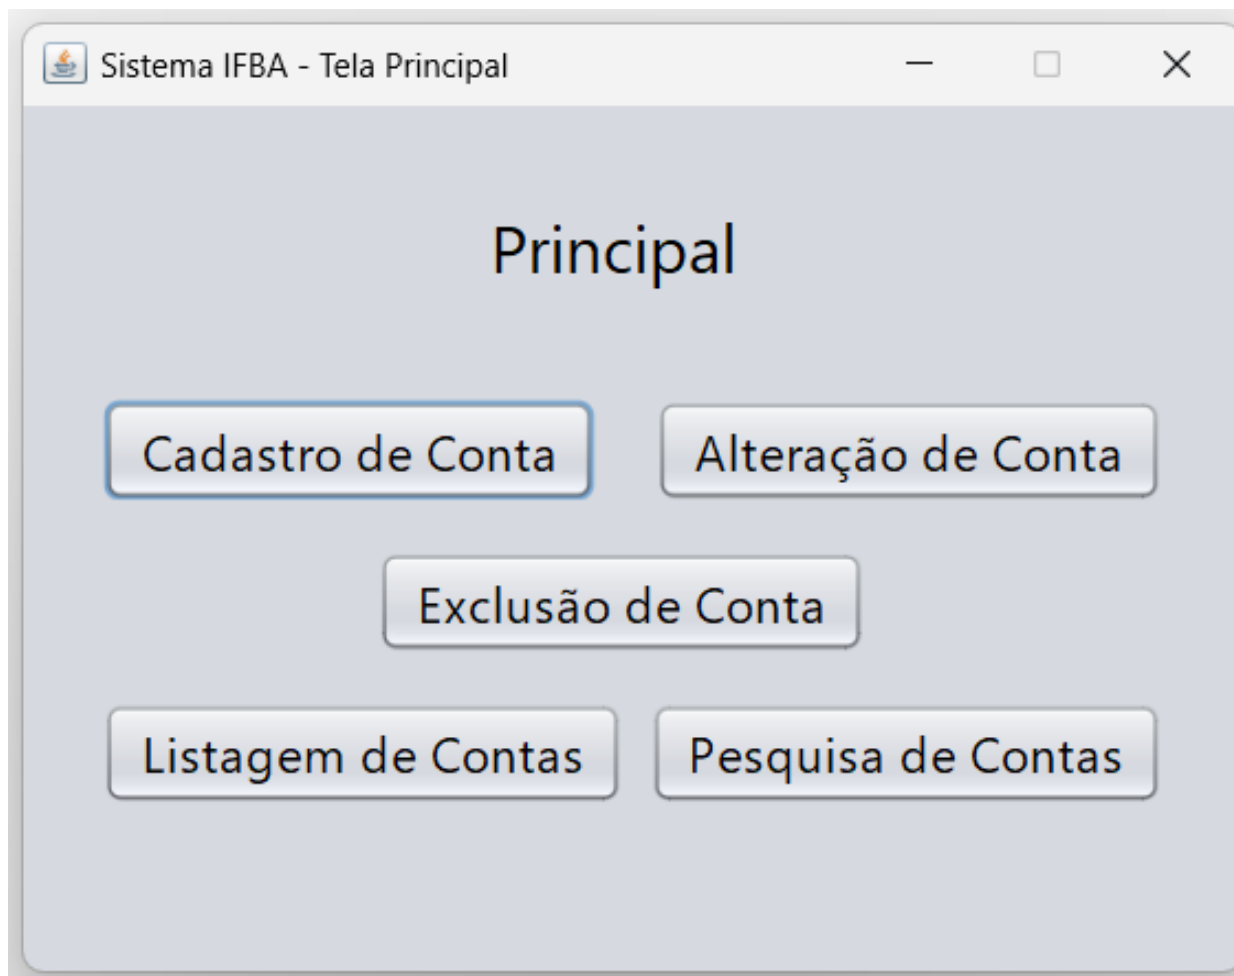 Sistema IFBA - Tela Principal
Principal
Cadastro de Conta
Alteração de Conta
Exclusão de Conta
Listagem de Contas
Pesquisa de Contas